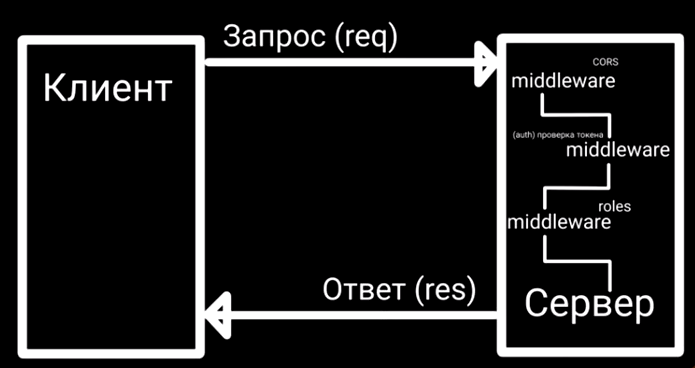 Запрос (req)
Клиент
CORS
middleware
(auth) проверка токена
middleware
roles
middleware
Ответ (res)
Сервер